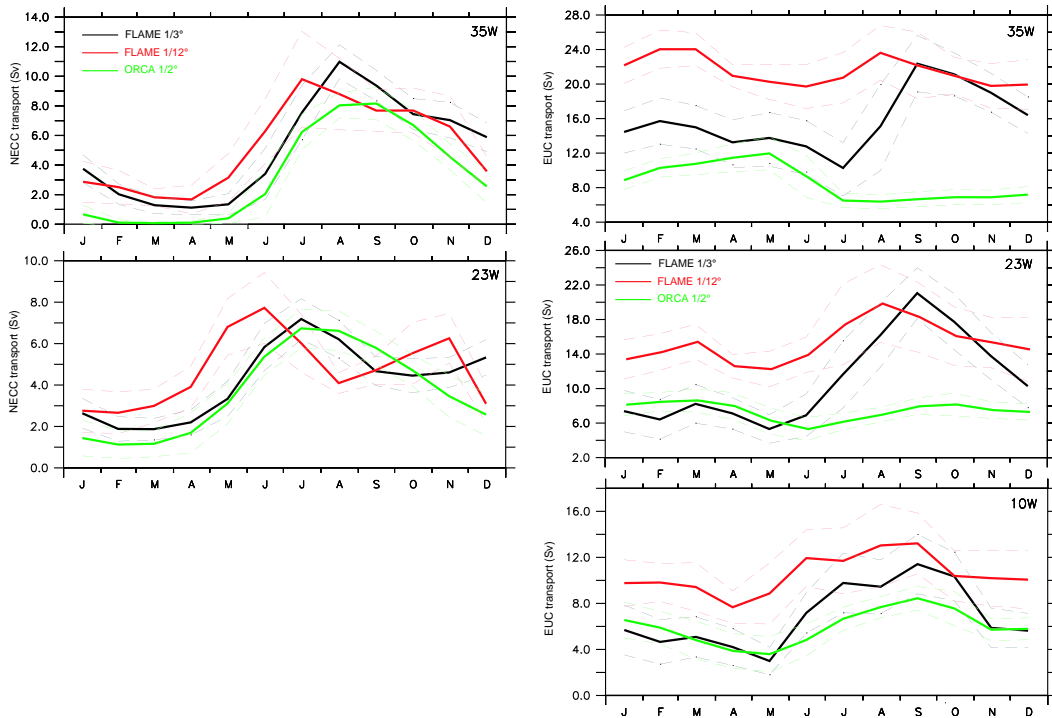 14.0
12.0
10.0
8.0
6.0
4.0
2.0
0.0
NECC transport (Sv)
FLAME 1/3°
FLAME 1/12°
ORCA 1/2°
35W
J F M A M J J A S O N D
10.0
8.0
6.0
4.0
2.0
0.0
NECC transport (Sv)
23W
J F M A M J J A S O N D
28.0
24.0
20.0
16.0
12.0
8.0
4.0
EUC transport (Sv)
35W
J F M A M J J A S O N D
26.0
22.0
18.0
14.0
10.0
6.0
2.0
EUC transport (Sv)
FLAME 1/3°
FLAME 1/12°
ORCA 1/2°
23W
J F M A M J J A S O N D
16.0
12.0
8.0
4.0
0.0
EUC transport (Sv)
10W
J F M A M J J A S O N D